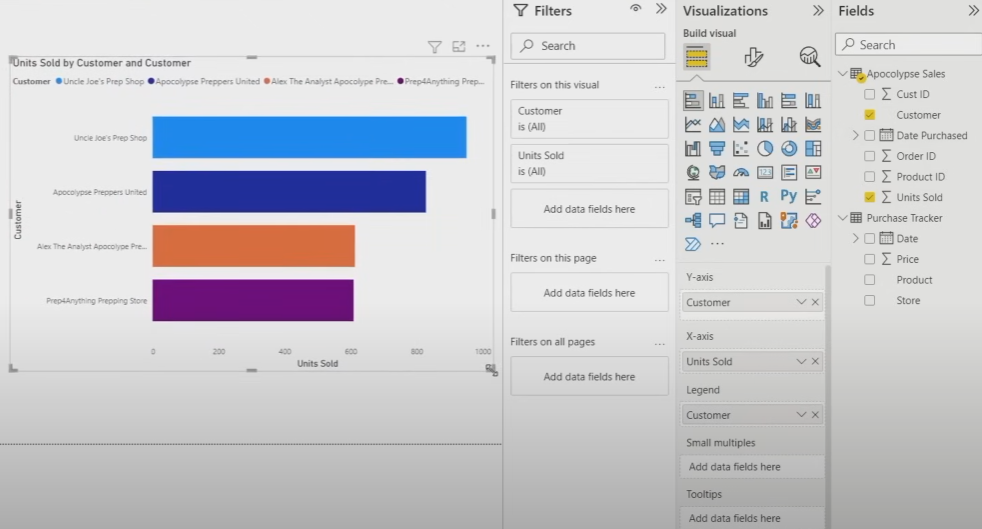 Units Sold by Customer and Customer
Customer Uncle Joe's Prep Shop Apocolypse Preppers United Alex The Analyst Apocolype Pre... Prep4Anything Prep...
Uncle Joe's Prep Shop
Apocolypse Preppers United
Alex The Analyst Apocolype Pre...
Prep4Anything Prepping Store
Customer
0 200 400 600 800 1000
Units Sold
Filters
Search
Filters on this visual ...
Customer
is (All)
Units Sold
is (All)
Add data fields here
Filters on this page ...
Add data fields here
Filters on all pages ...
Add data fields here
Visualizations
Build visual
R Py
...
Y-axis
Customer
X-axis
Units Sold
Legend
Customer
Small multiples
Add data fields here
Tooltips
Add data fields here
Fields
Search
Apocolypse Sales
Cust ID
Customer
Date Purchased
Order ID
Product ID
Units Sold
Purchase Tracker
Date
Price
Product
Store